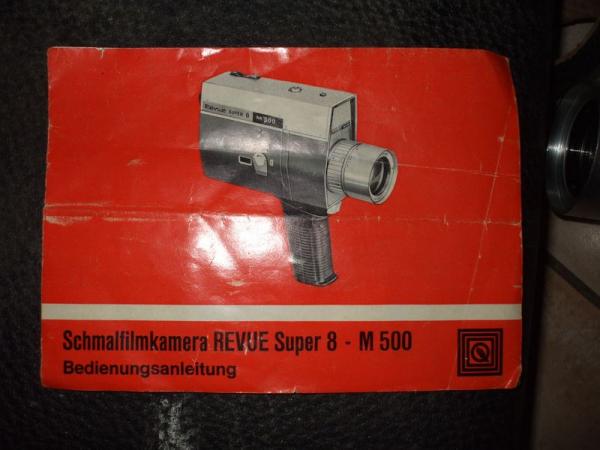 REVUE SUPER 8 M 500
Schmalfilmkamera REVUE Super 8 - M 500
Bedienungsanleitung
Q